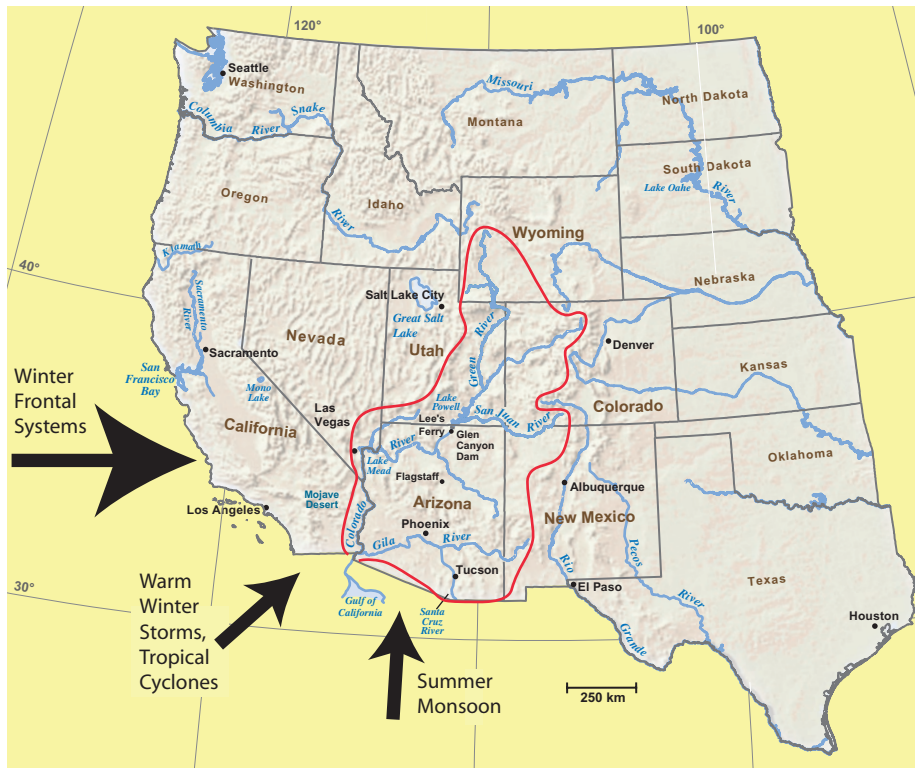 120°
100°
Seattle
Washington
Columbia
River
Snake
Missouri
Montana
North Dakota
South Dakota
Lake Oahe
River
Oregon
Idaho
River
Wyoming
Nebraska
40°
Klamath
Sacramento
River
Salt Lake City
Great Salt
Lake
Nevada
Utah
Green
River
Denver
Sacramento
San
Francisco
Bay
Mono
Lake
California
Kansas
Colorado
Winter
Frontal
Systems
Las
Vegas
Lake
Powell
Lee's
Ferry
San Juan
River
Glen
Canyon
Dam
River
Lake
Mead
Oklahoma
Flagstaff
Albuquerque
Mojave
Desert
Arizona
New Mexico
Los Angeles
Colorado
Phoenix
Gila
River
Rio
Pecos
River
Tucson
El Paso
Texas
30°
Warm
Winter
Storms,
Tropical
Cyclones
Gulf of
California
Santa
Cruz
River
Grande
Houston
Summer
Monsoon
250 km